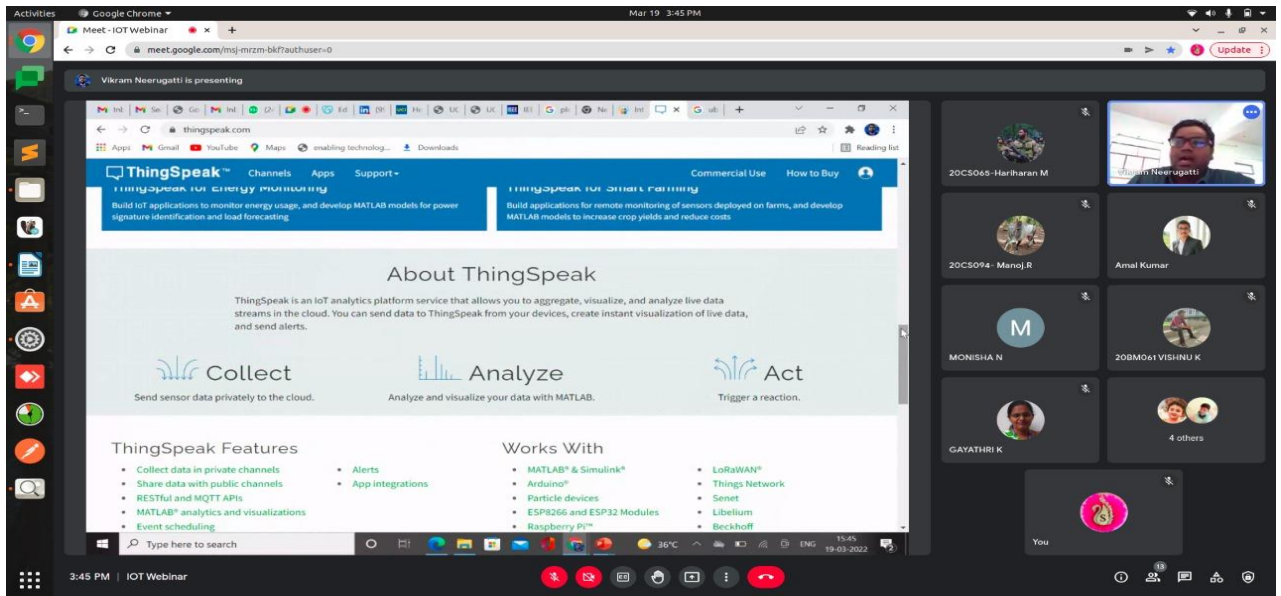 Activities
Google Chrome
Mar 19 3:45 PM
Meet - IOT Webinar
meet.google.com/msj-mrzm-bkf?authuser=0
Update
Vikram Neerugatti is presenting
thingspeak.com
Apps
Gmail
YouTube
Maps
enabling technolog...
Downloads
Reading list
ThingSpeak™
Channels
Apps
Support
Commercial Use
How to Buy
ThingSpeak for Energy Monitoring
Build IoT applications to monitor energy usage, and develop MATLAB models for power
signature identification and load forecasting
ThingSpeak for Smart Farming
Build applications for remote monitoring of sensors deployed on farms, and develop
MATLAB models to increase crop yields and reduce costs
About ThingSpeak
ThingSpeak is an IoT analytics platform service that allows you to aggregate, visualize, and analyze live data
streams in the cloud. You can send data to ThingSpeak from your devices, create instant visualization of live data,
and send alerts.
Collect
Send sensor data privately to the cloud.
Analyze
Analyze and visualize your data with MATLAB.
Act
Trigger a reaction.
ThingSpeak Features
• Collect data in private channels
• Share data with public channels
• RESTful and MQTT APIs
• MATLAB® analytics and visualizations
• Event scheduling
• Alerts
• App integrations
Works With
• MATLAB® & Simulink®
• Arduino®
• Particle devices
• ESP8266 and ESP32 Modules
• Raspberry Pi™
• LoRaWAN®
• Things Network
• Senet
• Libelium
• Beckhoff
Type here to search
36°C
ENG
15:45
19-03-2022
20CS065-Hariharan M
Vikram Neerugatti
20CS094- Manoj.R
Amal Kumar
M
MONISHA N
20BM061 VISHNU K
GAYATHRI K
4 others
You
3:45 PM | IOT Webinar
13